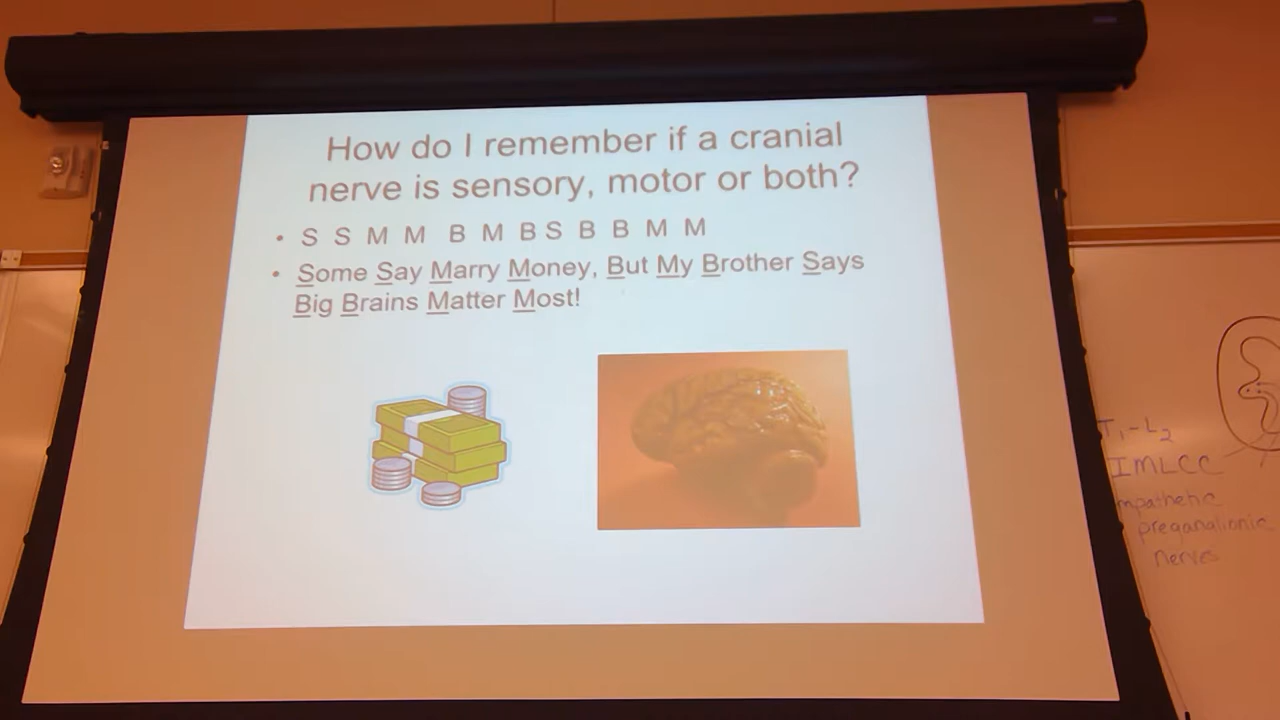 How do I remember if a cranial
nerve is sensory, motor or both?
• S S M M B M B S B B M M
• Some Say Marry Money, But My Brother Says
Big Brains Matter Most!
T₁-L₂
IMLCC
mpathetic
preganglionic
nerves